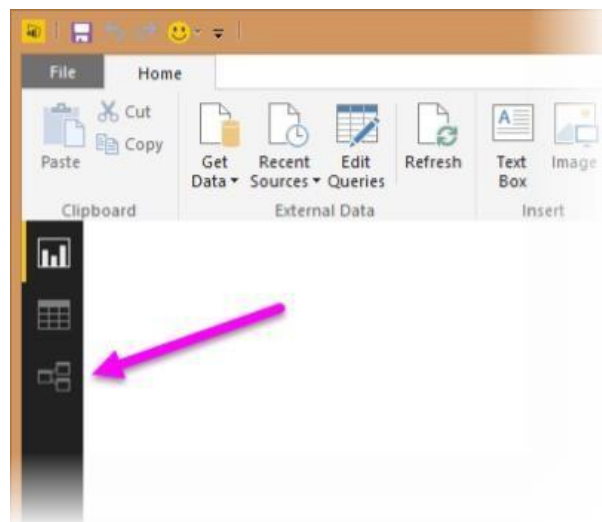 File Home
Cut
Copy
Paste
Get Data
Recent Sources
Edit Queries
Refresh
Text Box
Image
Clipboard
External Data
Insert